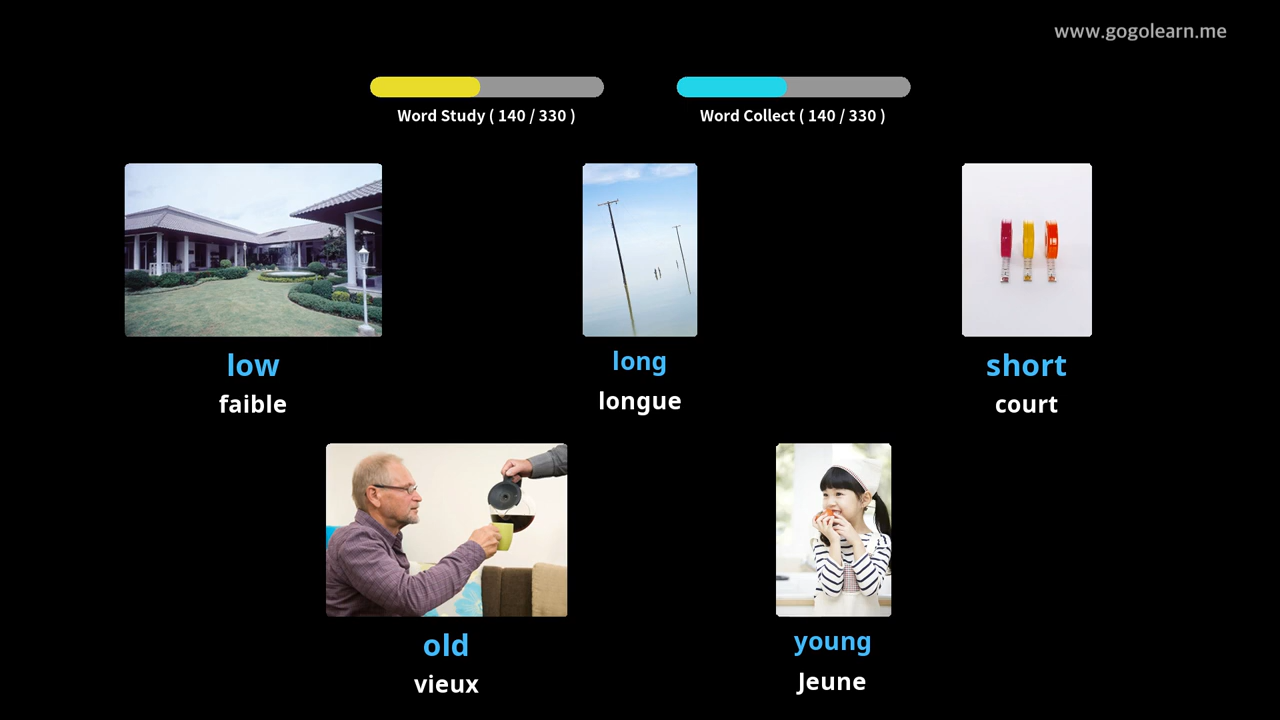 www.gogolearn.me
Word Study ( 140 / 330 )
Word Collect ( 140 / 330 )
low
faible
long
longue
short
court
old
vieux
young
Jeune